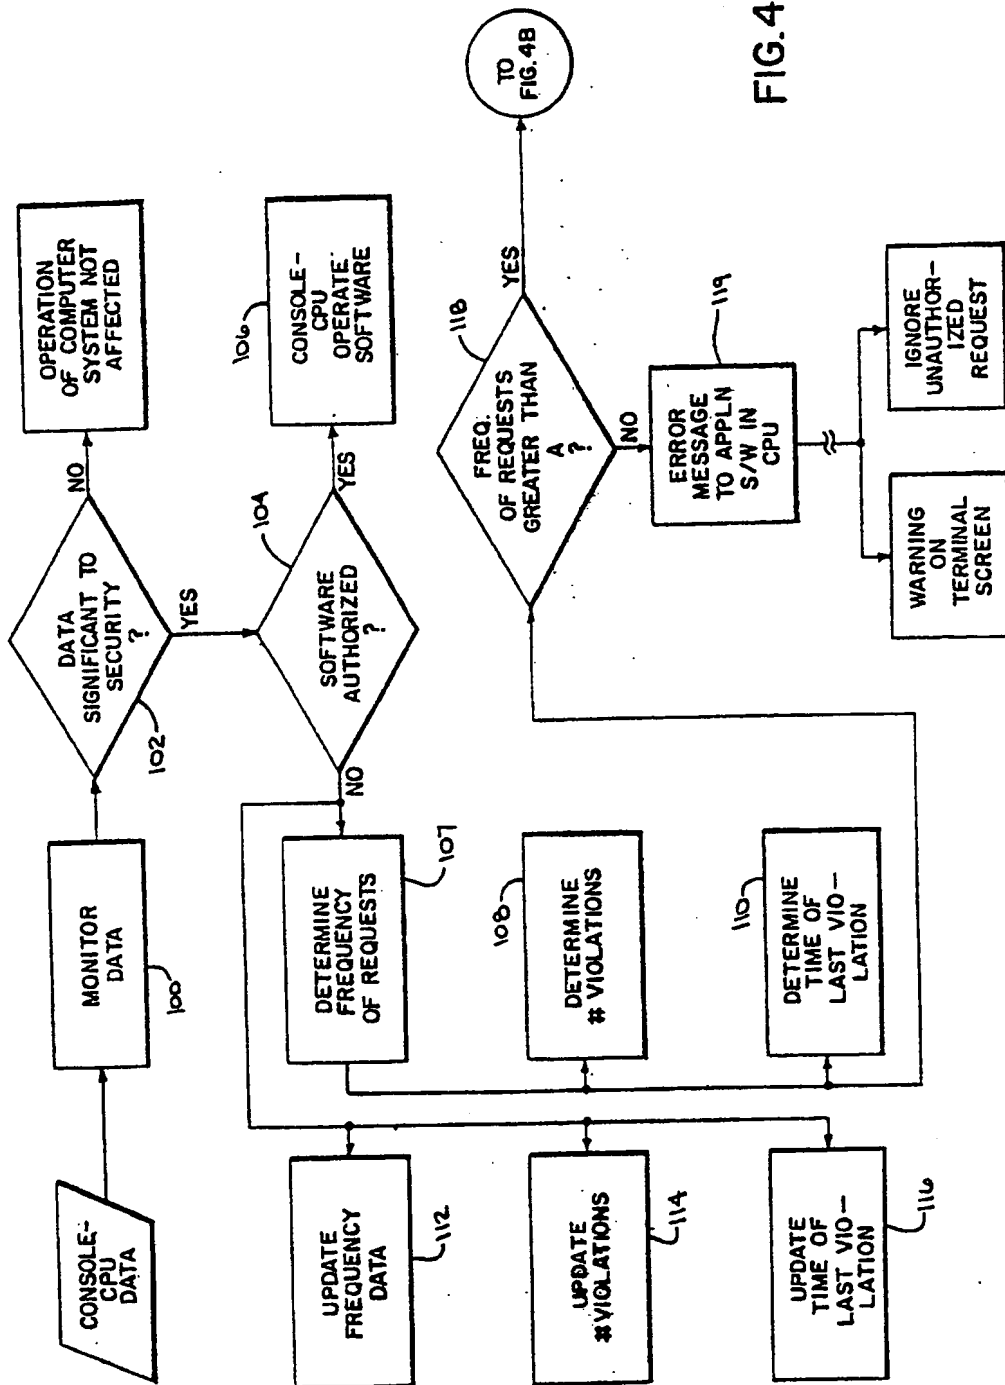 CONSOLE-
CPU
DATA
MONITOR
DATA
100
DATA
SIGNIFICANT TO
SECURITY
?
102
NO
YES
OPERATION
OF COMPUTER
SYSTEM NOT
AFFECTED
SOFTWARE
AUTHORIZED
?
104
YES
NO
CONSOLE-
CPU
OPERATE
SOFTWARE
106
DETERMINE
FREQUENCY
OF REQUESTS
107
DETERMINE
# VIOLATIONS
108
DETERMINE
TIME OF
LAST VIO-
LATION
110
UPDATE
FREQUENCY
DATA
112
UPDATE
#VIOLATIONS
114
UPDATE
TIME OF
LAST VIO-
LATION
116
FREQ.
OF REQUESTS
GREATER THAN
A
?
118
YES
NO
TO
FIG. 4B
ERROR
MESSAGE
TO APPLN
S/W IN
CPU
119
WARNING
ON
TERMINAL
SCREEN
IGNORE
UNAUTHOR-
IZED
REQUEST
FIG. 4